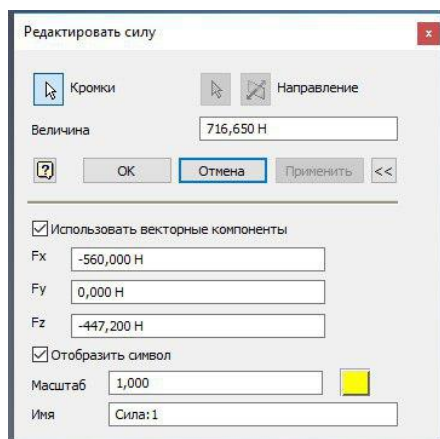 Редактировать силу x
Кромки Направление
Величина 716,650 Н
? ОК Отмена Применить <<
Использовать векторные компоненты
Fx -560,000 Н
Fy 0,000 Н
Fz -447,200 Н
Отобразить символ
Масштаб 1,000
Имя Сила:1